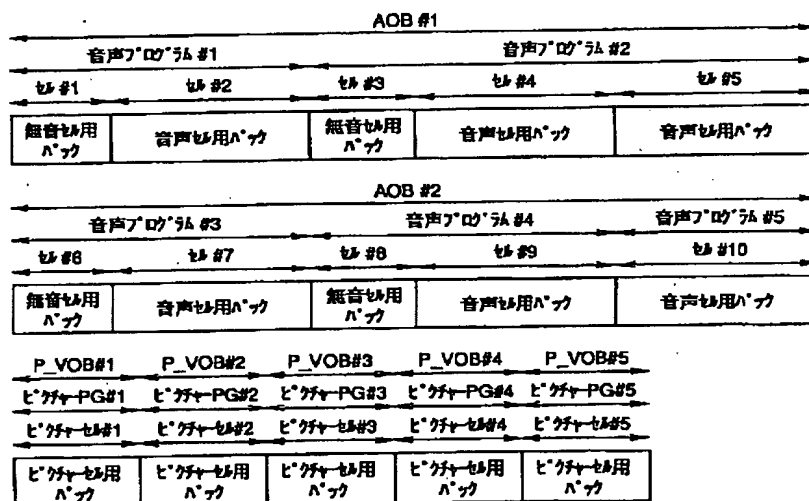 AOB #1
音声ﾌﾟﾛｸﾞﾗﾑ #1 音声ﾌﾟﾛｸﾞﾗﾑ #2
ｾﾙ #1 ｾﾙ #2 ｾﾙ #3 ｾﾙ #4 ｾﾙ #5
無音ｾﾙ用ﾊﾟｯｸ 音声ｾﾙ用ﾊﾟｯｸ 無音ｾﾙ用ﾊﾟｯｸ 音声ｾﾙ用ﾊﾟｯｸ 音声ｾﾙ用ﾊﾟｯｸ
AOB #2
音声ﾌﾟﾛｸﾞﾗﾑ #3 音声ﾌﾟﾛｸﾞﾗﾑ #4 音声ﾌﾟﾛｸﾞﾗﾑ #5
ｾﾙ #6 ｾﾙ #7 ｾﾙ #8 ｾﾙ #9 ｾﾙ #10
無音ｾﾙ用ﾊﾟｯｸ 音声ｾﾙ用ﾊﾟｯｸ 無音ｾﾙ用ﾊﾟｯｸ 音声ｾﾙ用ﾊﾟｯｸ 音声ｾﾙ用ﾊﾟｯｸ
P_VOB#1 P_VOB#2 P_VOB#3 P_VOB#4 P_VOB#5
ﾋﾟｸﾁｬｰPG#1 ﾋﾟｸﾁｬｰPG#2 ﾋﾟｸﾁｬｰPG#3 ﾋﾟｸﾁｬｰPG#4 ﾋﾟｸﾁｬｰPG#5
ﾋﾟｸﾁｬｰｾﾙ#1 ﾋﾟｸﾁｬｰｾﾙ#2 ﾋﾟｸﾁｬｰｾﾙ#3 ﾋﾟｸﾁｬｰｾﾙ#4 ﾋﾟｸﾁｬｰｾﾙ#5
ﾋﾟｸﾁｬｰｾﾙ用ﾊﾟｯｸ ﾋﾟｸﾁｬｰｾﾙ用ﾊﾟｯｸ ﾋﾟｸﾁｬｰｾﾙ用ﾊﾟｯｸ ﾋﾟｸﾁｬｰｾﾙ用ﾊﾟｯｸ ﾋﾟｸﾁｬｰｾﾙ用ﾊﾟｯｸ